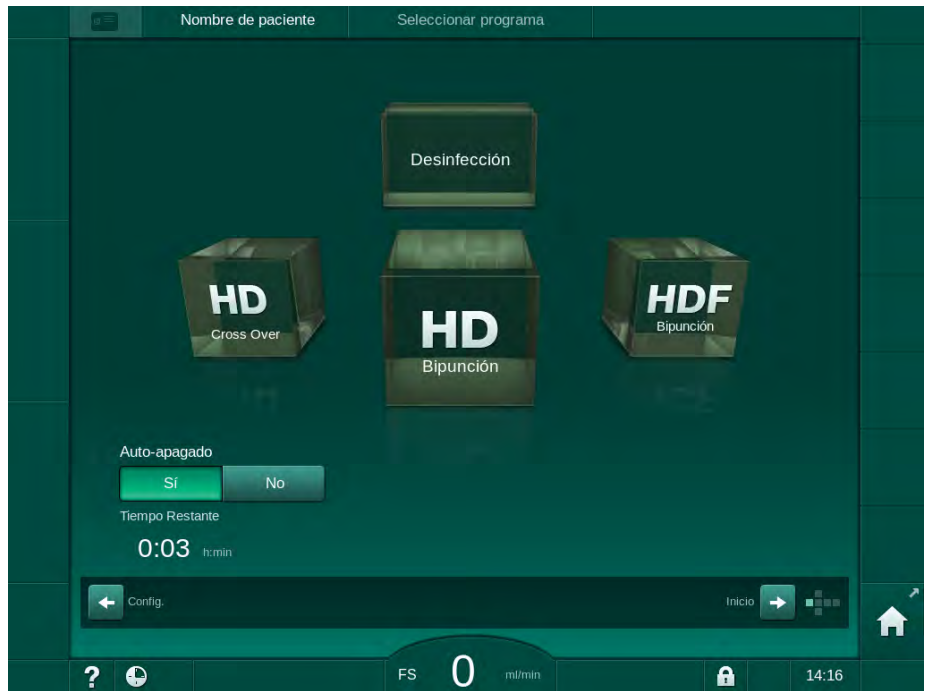 Nombre de paciente
Seleccionar programa
Desinfección
HD
Cross Over
HD
Bipunción
HDF
Bipunción
Auto-apagado
Sí
No
Tiempo Restante
0:03 h:min
Config.
Inicio
?
FS 0 ml/min
14:16